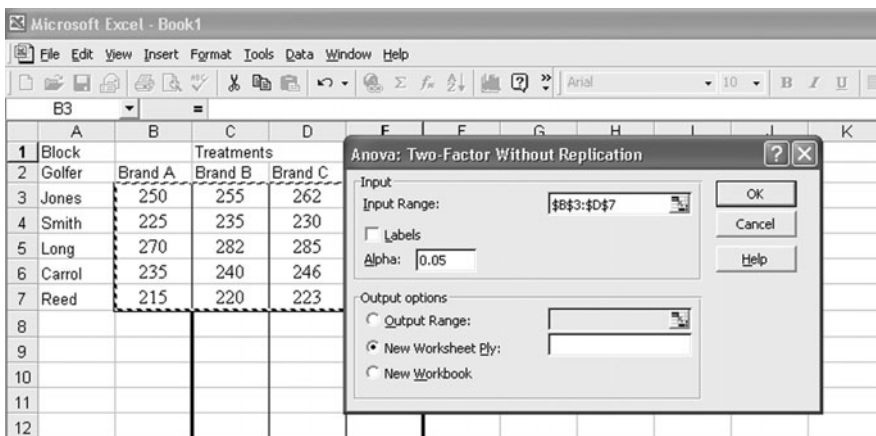 Microsoft Excel - Book1
File Edit View Insert Format Tools Data Window Help
Arial 10 B I U
B3 =
A B C D E F G H I J K
1 Block Treatments
2 Golfer Brand A Brand B Brand C
3 Jones 250 255 262
4 Smith 225 235 230
5 Long 270 282 285
6 Carrol 235 240 246
7 Reed 215 220 223
8
9
10
11
12
Anova: Two-Factor Without Replication
Input
Input Range: $B$3:$D$7
Labels
Alpha: 0.05
Output options
Output Range:
New Worksheet Ply:
New Workbook
OK
Cancel
Help